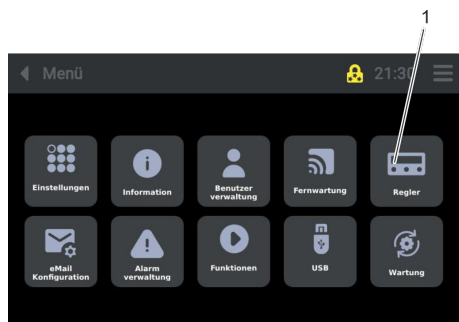 1
Menü 21:30
Einstellungen
Information
Benutzer
verwaltung
Fernwartung
Regler
eMail
Konfiguration
Alarm
verwaltung
Funktionen
USB
Wartung